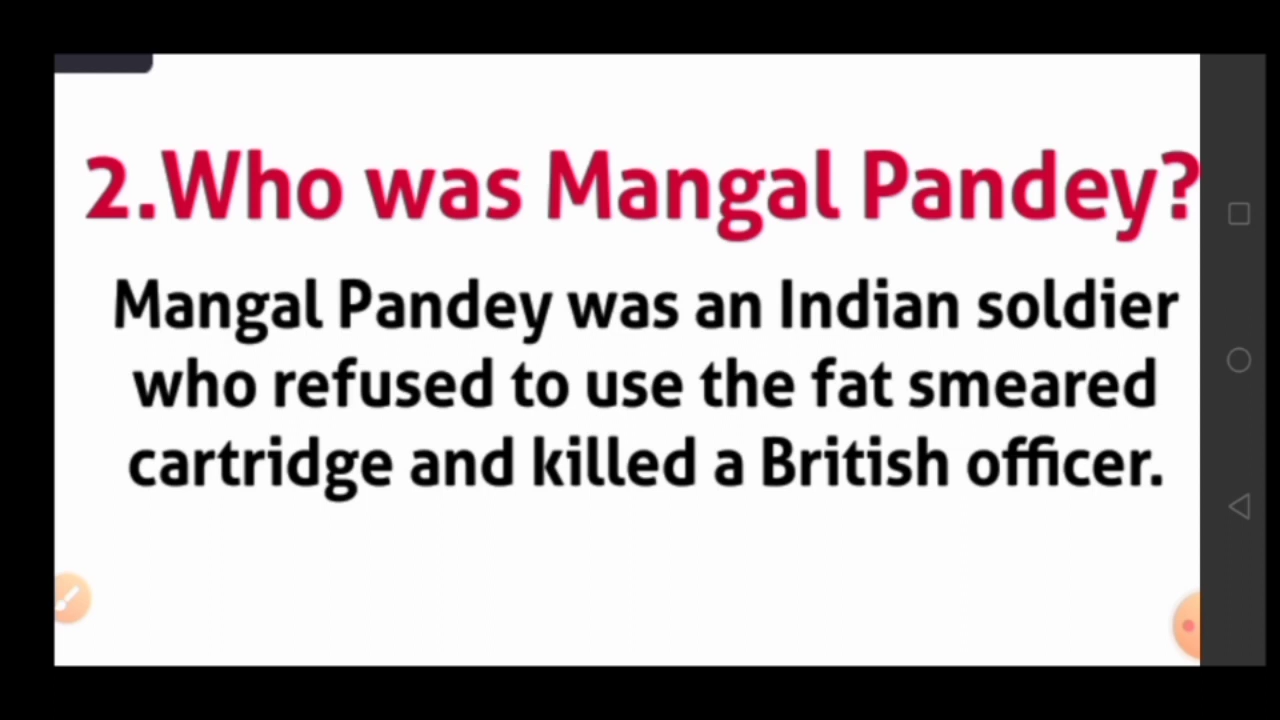 2.Who was Mangal Pandey?
Mangal Pandey was an Indian soldier
who refused to use the fat smeared
cartridge and killed a British officer.